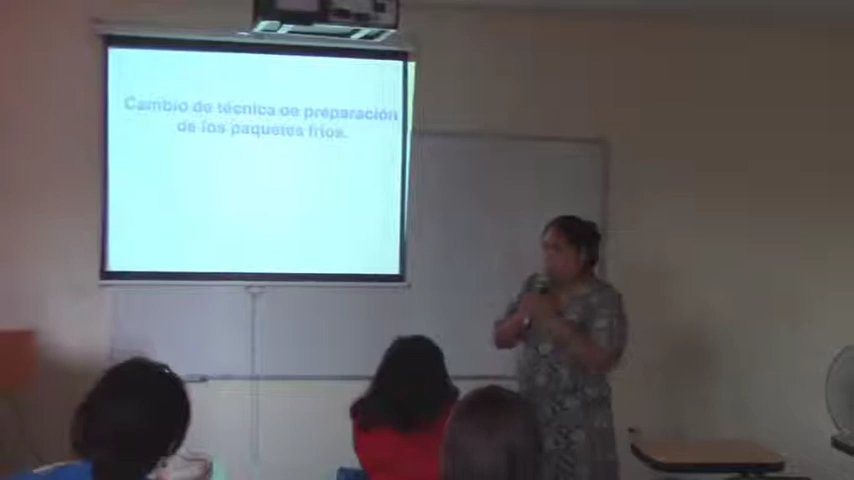 Cambio de técnica de preparación
de los paquetes fríos.